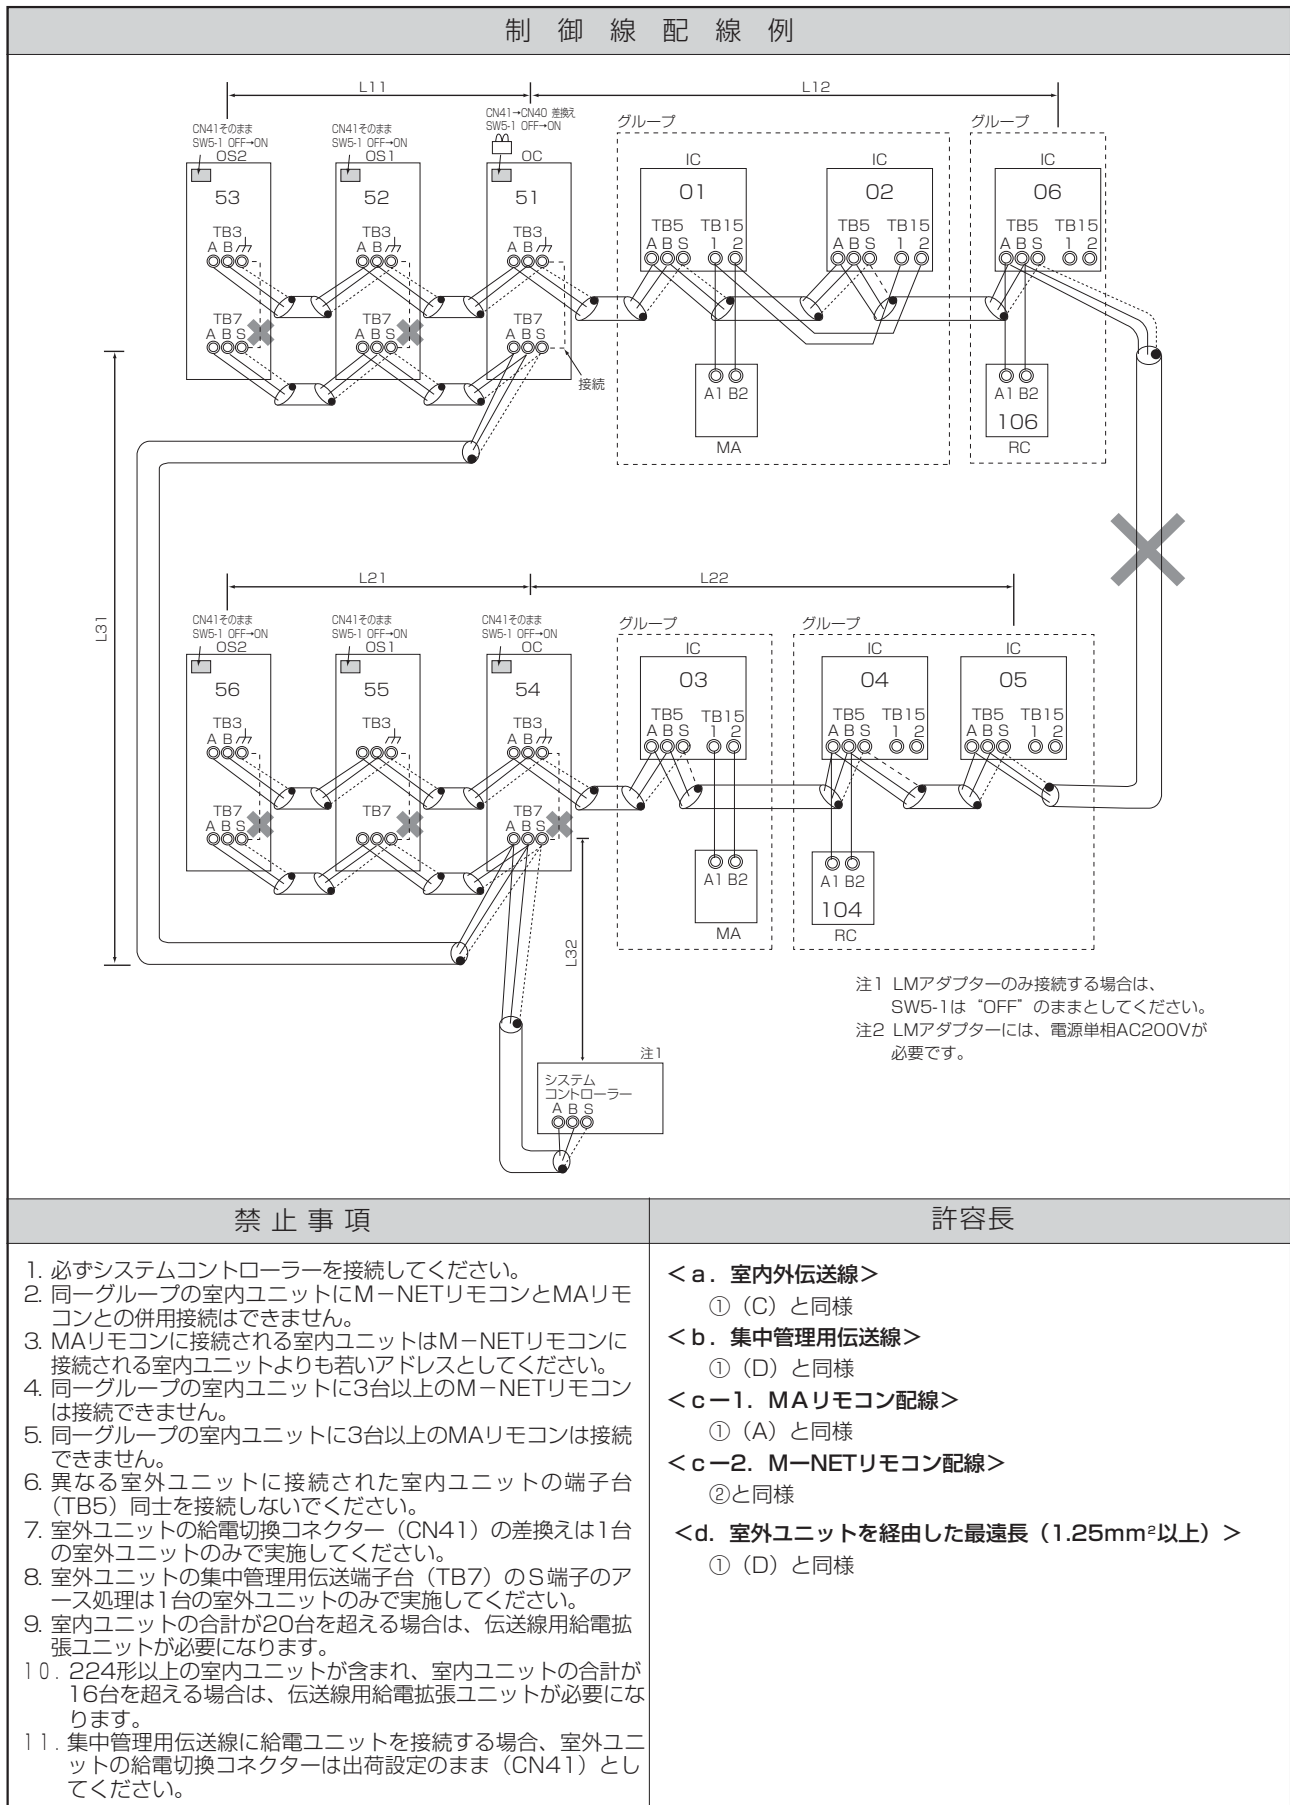 制御線配線例
L11
L12
CN41→CN40 差換え
SW5-1 OFF→ON
CN41そのまま
SW5-1 OFF→ON
CN41そのまま
SW5-1 OFF→ON
グループ
グループ
OS2
OS1
OC
IC
IC
IC
53
52
51
01
02
06
TB3
TB3
TB3
TB5
TB15
TB5
TB15
TB5
TB15
A B
A B
A B
A B S
1 2
A B S
1 2
A B S
1 2
TB7
TB7
TB7
A B S
A B S
A B S
接続
A1 B2
A1 B2
106
MA
RC
L31
L21
L22
CN41そのまま
SW5-1 OFF→ON
CN41そのまま
SW5-1 OFF→ON
CN41そのまま
SW5-1 OFF→ON
グループ
グループ
OS2
OS1
OC
IC
IC
IC
56
55
54
03
04
05
TB3
TB3
TB3
TB5
TB15
TB5
TB15
TB5
TB15
A B
A B
A B
A B S
1 2
A B S
1 2
A B S
1 2
TB7
TB7
TB7
A B S
A B S
A B S
A1 B2
A1 B2
104
MA
RC
L32
注1 LMアダプターのみ接続する場合は、
SW5-1は“OFF”のままとしてください。
注2 LMアダプターには、電源単相AC200Vが
必要です。
注1
システム
コントローラー
A B S
禁止事項
1. 必ずシステムコントローラーを接続してください。
2. 同一グループの室内ユニットにM−NETリモコンとMAリモ
コンとの併用接続はできません。
3. MAリモコンに接続される室内ユニットはM−NETリモコンに
接続される室内ユニットよりも若いアドレスとしてください。
4. 同一グループの室内ユニットに3台以上のM−NETリモコン
は接続できません。
5. 同一グループの室内ユニットに3台以上のMAリモコンは接続
できません。
6. 異なる室外ユニットに接続された室内ユニットの端子台
（TB5）同士を接続しないでください。
7. 室外ユニットの給電切換コネクター（CN41）の差換えは1台
の室外ユニットのみで実施してください。
8. 室外ユニットの集中管理用伝送端子台（TB7）のS端子のア
ース処理は1台の室外ユニットのみで実施してください。
9. 室内ユニットの合計が20台を超える場合は、伝送線用給電拡
張ユニットが必要になります。
10. 224形以上の室内ユニットが含まれ、室内ユニットの合計が
16台を超える場合は、伝送線用給電拡張ユニットが必要にな
ります。
11. 集中管理用伝送線に給電ユニットを接続する場合、室外ユニ
ットの給電切換コネクターは出荷設定のまま（CN41）とし
てください。
許容長
＜a. 室内外伝送線＞
①（C）と同様
＜b. 集中管理用伝送線＞
①（D）と同様
＜c−1. MAリモコン配線＞
①（A）と同様
＜c−2. M−NETリモコン配線＞
②と同様
＜d. 室外ユニットを経由した最遠長（1.25mm²以上）＞
①（D）と同様